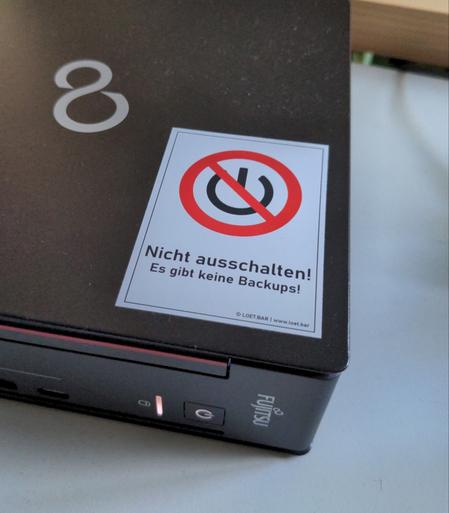 Nicht ausschalten!
Es gibt keine Backups!
© LOET.BAR | www.loet.bar
FUJITSU